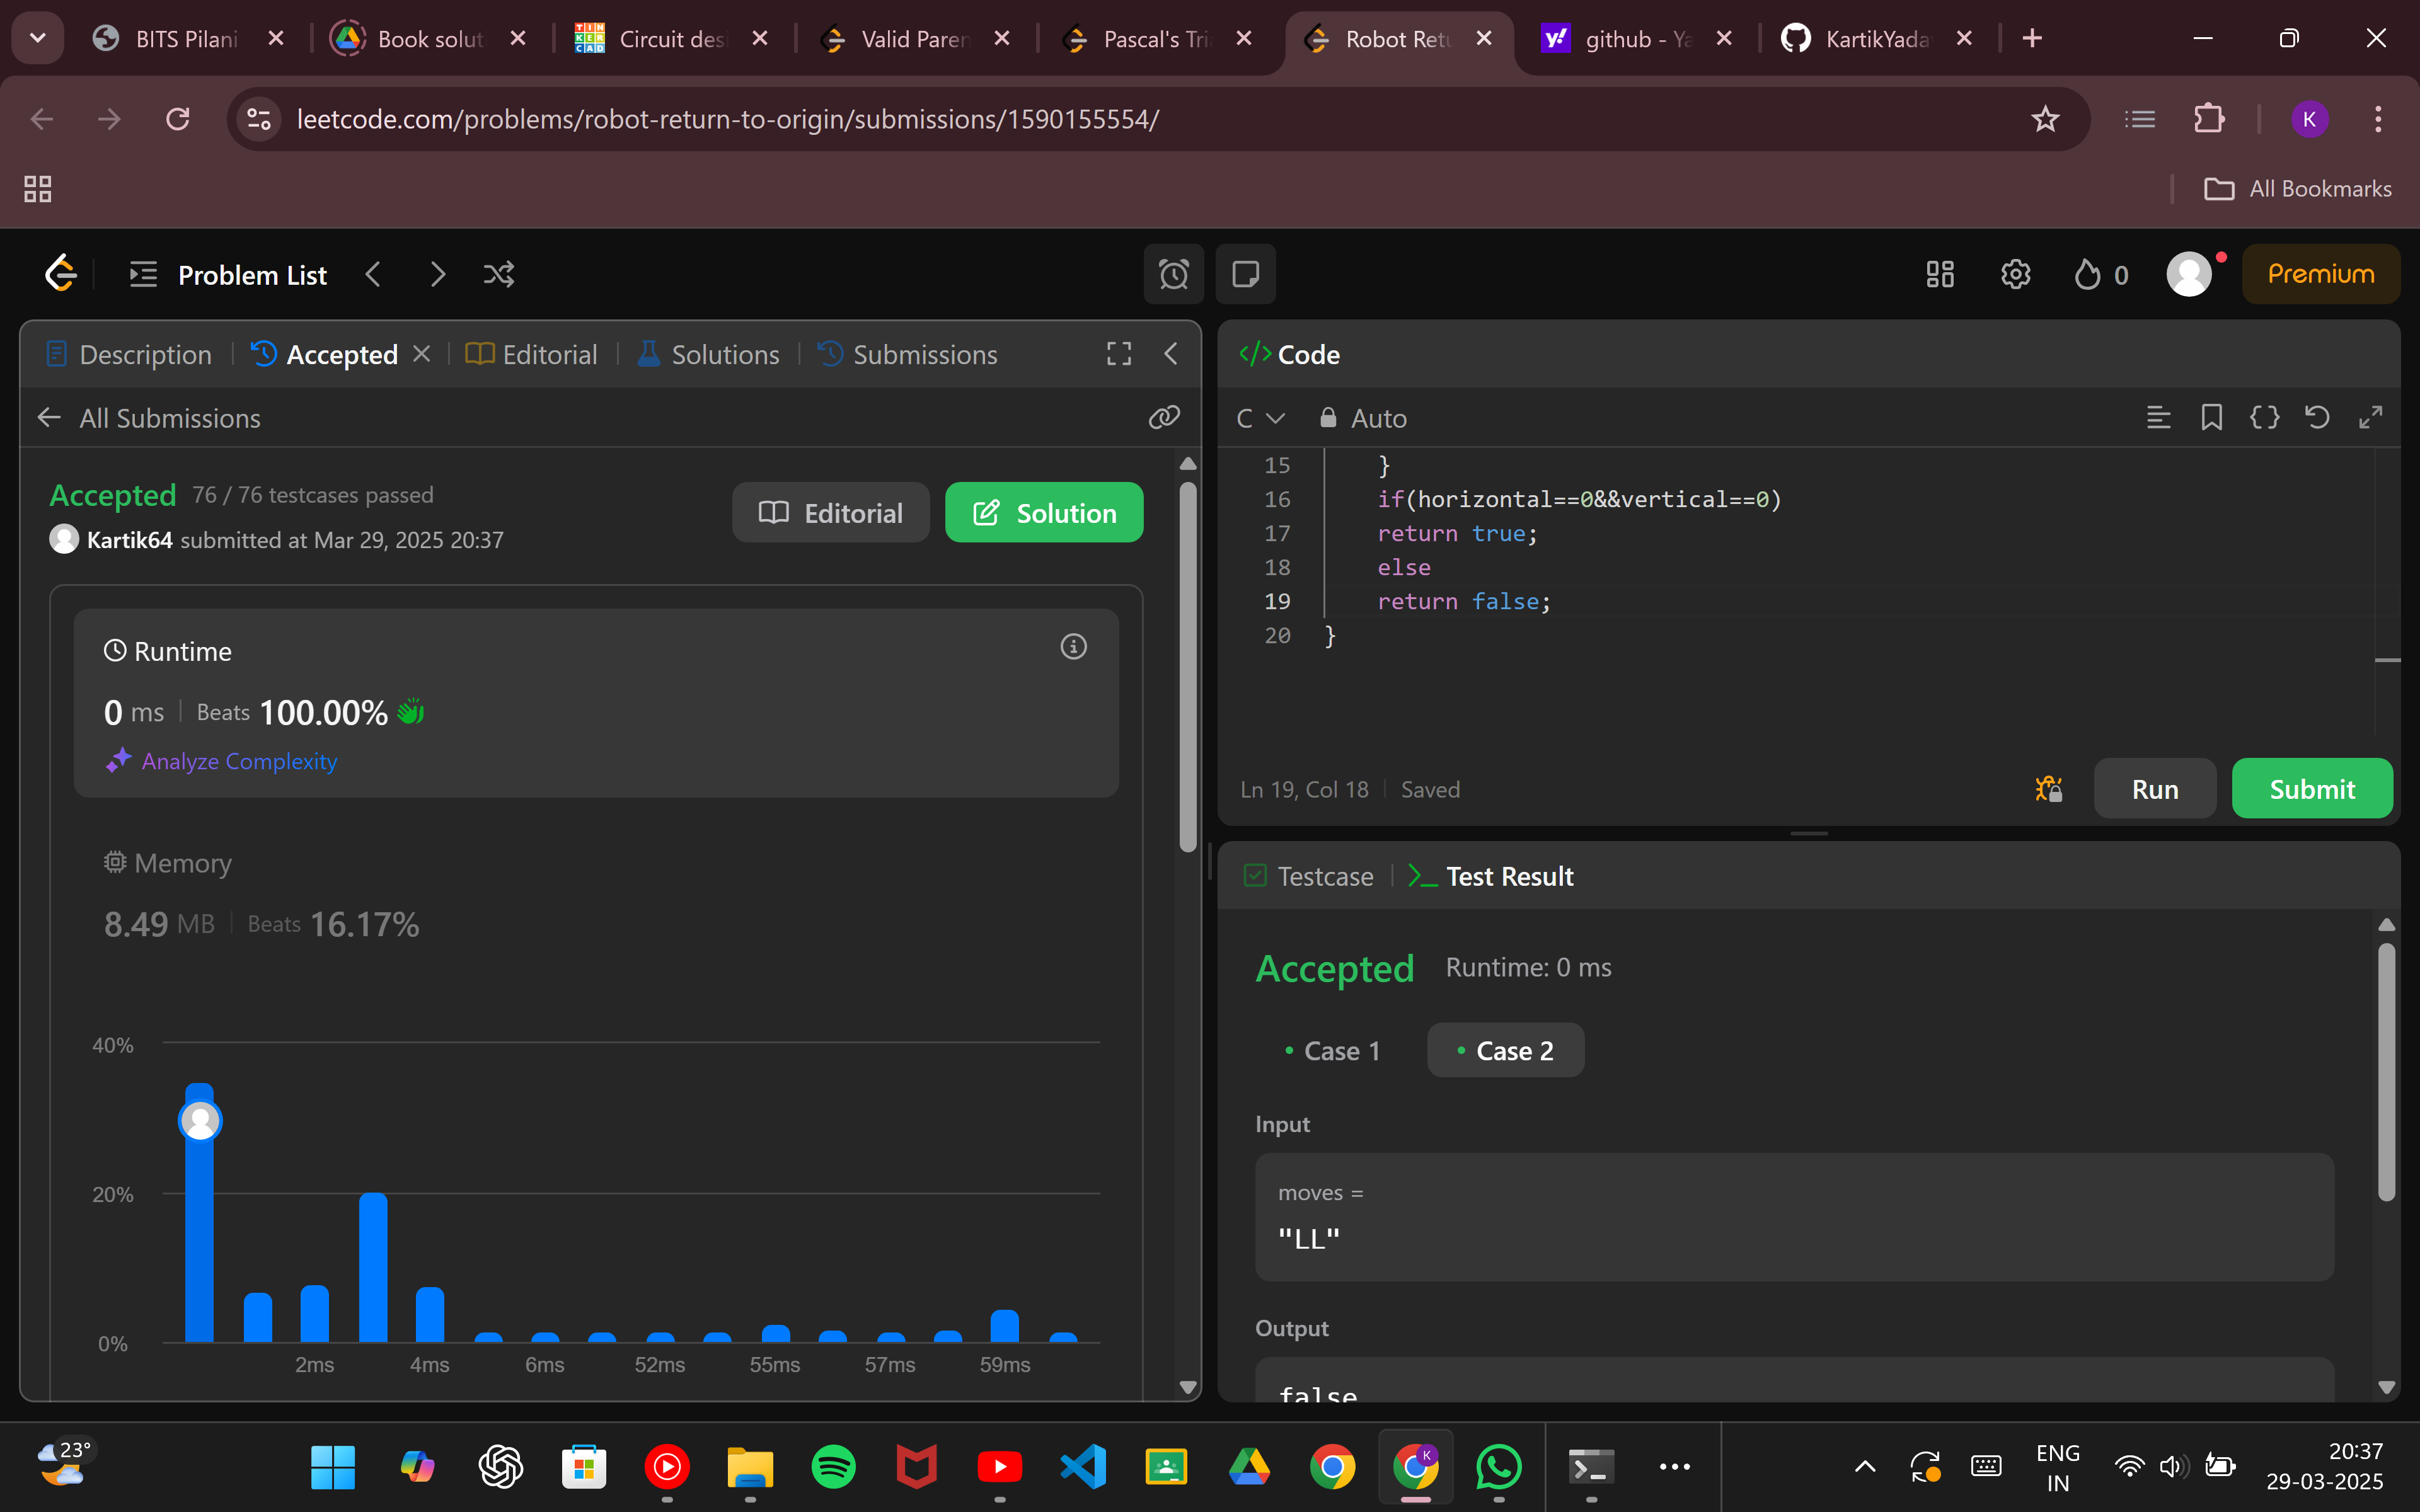 BITS Pilani
Book solut
Circuit des
Valid Paren
Pascal's Tri
Robot Retu
github - Ya
KartikYada
leetcode.com/problems/robot-return-to-origin/submissions/1590155554/
K
All Bookmarks
Problem List
0
Premium
Description
Accepted
Editorial
Solutions
Submissions
All Submissions
Accepted 76 / 76 testcases passed
Kartik64 submitted at Mar 29, 2025 20:37
Editorial
Solution
Runtime
0 ms Beats 100.00%
Analyze Complexity
Memory
8.49 MB Beats 16.17%
40%
20%
0%
2ms 4ms 6ms 52ms 55ms 57ms 59ms
</> Code
C Auto
15 }
16 if(horizontal==0&&vertical==0)
17 return true;
18 else
19 return false;
20 }
Ln 19, Col 18 Saved
Run
Submit
Testcase
Test Result
Accepted Runtime: 0 ms
Case 1
Case 2
Input
moves =
"LL"
Output
false
23°
K
ENG
IN
20:37
29-03-2025